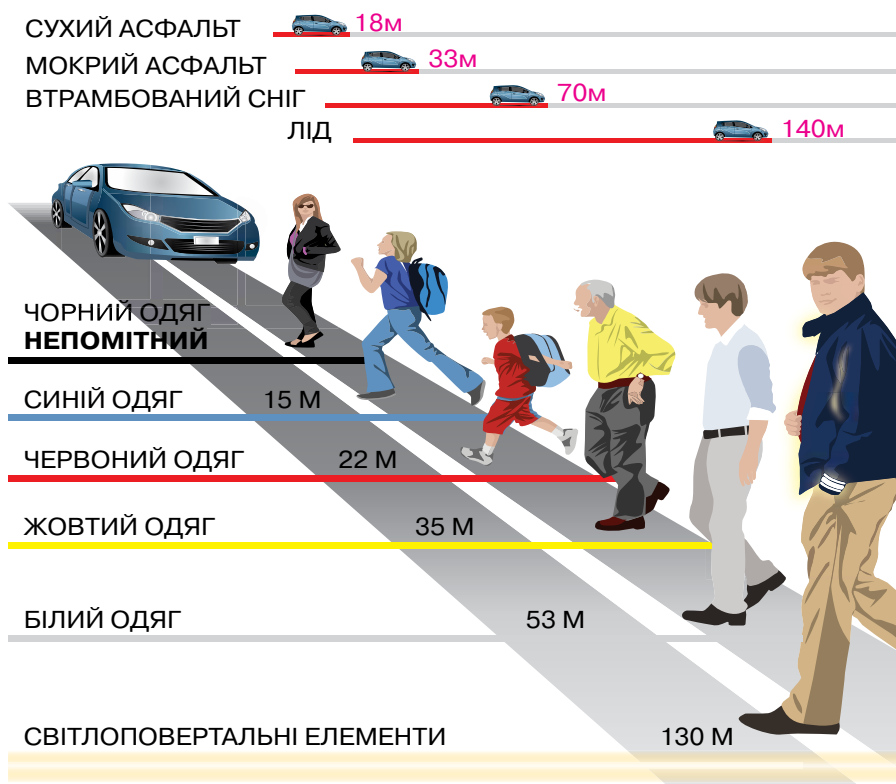 СУХИЙ АСФАЛЬТ 18м
МОКРИЙ АСФАЛЬТ 33м
ВТРАМБОВАНИЙ СНІГ 70м
ЛІД 140м
ЧОРНИЙ ОДЯГ
НЕПОМІТНИЙ
СИНІЙ ОДЯГ 15 М
ЧЕРВОНИЙ ОДЯГ 22 М
ЖОВТИЙ ОДЯГ 35 М
БІЛИЙ ОДЯГ 53 М
СВІТЛОПОВЕРТАЛЬНІ ЕЛЕМЕНТИ 130 М